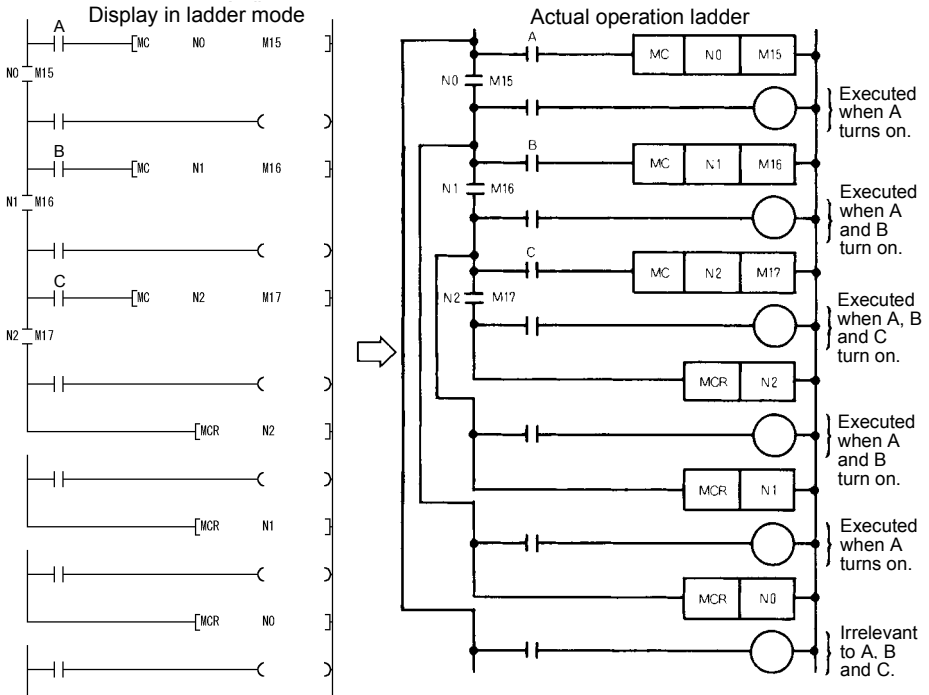 Display in ladder mode
A
MC N0 M15
N0 M15
B
MC N1 M16
N1 M16
C
MC N2 M17
N2 M17
MCR N2
MCR N1
MCR N0
Actual operation ladder
A
MC N0 M15
N0 M15
Executed
when A
turns on.
B
MC N1 M16
N1 M16
Executed
when A
and B
turn on.
C
MC N2 M17
N2 M17
Executed
when A, B
and C
turn on.
MCR N2
Executed
when A
and B
turn on.
MCR N1
Executed
when A
turns on.
MCR N0
Irrelevant
to A, B
and C.